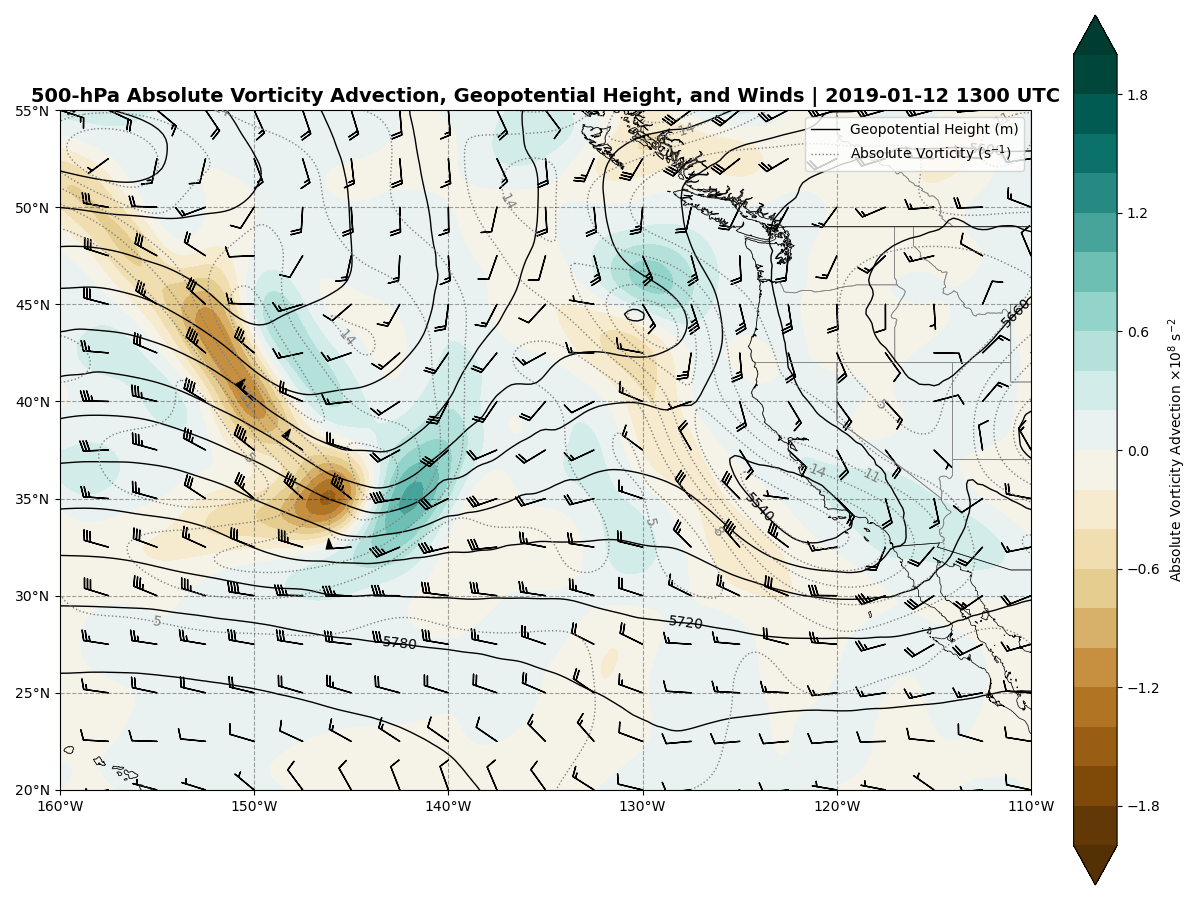 500-hPa Absolute Vorticity Advection, Geopotential Height, and Winds | 2019-01-12 1300 UTC
Geopotential Height (m)
Absolute Vorticity (s⁻¹)
55°N
50°N
45°N
40°N
35°N
30°N
25°N
20°N
160°W
150°W
140°W
130°W
120°W
110°W
14
14
14
5660
5
14
11
5540
5
8
5
5720
5780
1.8
1.2
0.6
0.0
−0.6
−1.2
−1.8
Absolute Vorticity Advection ×10⁸ s⁻²